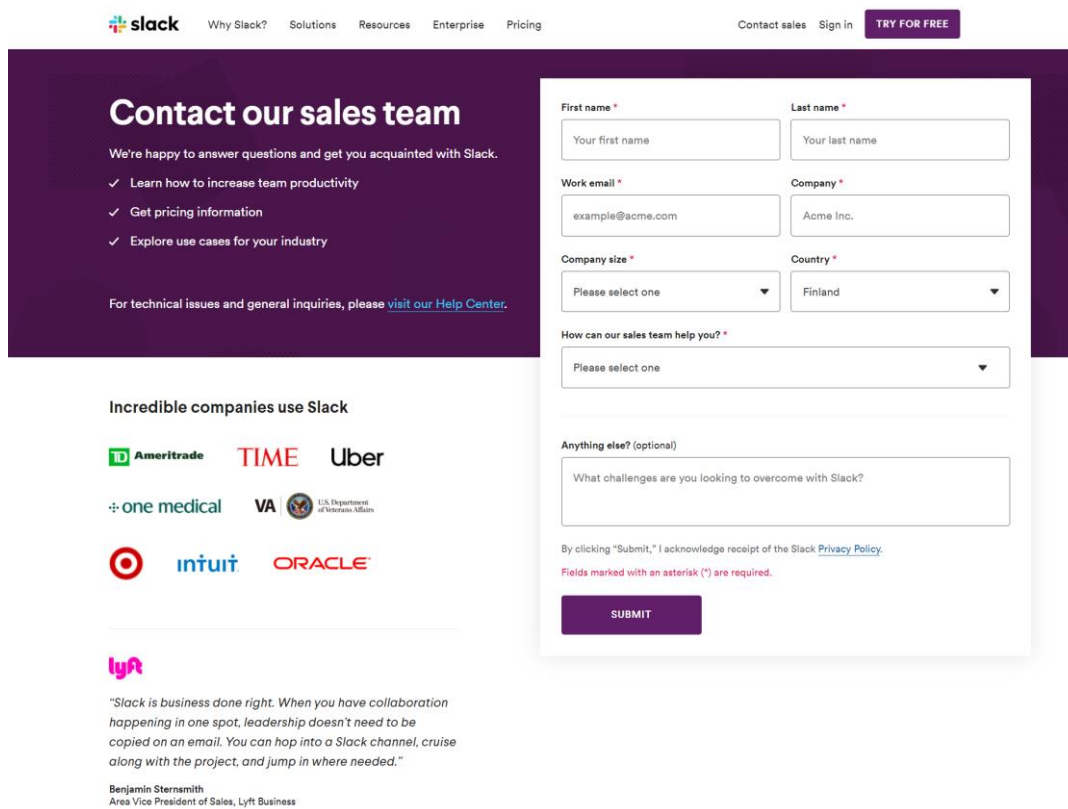 slack Why Slack? Solutions Resources Enterprise Pricing Contact sales Sign in TRY FOR FREE
Contact our sales team
We're happy to answer questions and get you acquainted with Slack.
✓ Learn how to increase team productivity
✓ Get pricing information
✓ Explore use cases for your industry
For technical issues and general inquiries, please visit our Help Center.
First name * Last name *
Your first name Your last name
Work email * Company *
example@acme.com Acme Inc.
Company size * Country *
Please select one Finland
How can our sales team help you? *
Please select one
Anything else? (optional)
What challenges are you looking to overcome with Slack?
By clicking “Submit,” I acknowledge receipt of the Slack Privacy Policy.
Fields marked with an asterisk (*) are required.
SUBMIT
Incredible companies use Slack
TD Ameritrade TIME Uber
one medical VA U.S. Department
of Veterans Affairs
intuit ORACLE
lyft
“Slack is business done right. When you have collaboration
happening in one spot, leadership doesn’t need to be
copied on an email. You can hop into a Slack channel, cruise
along with the project, and jump in where needed.”
Benjamin Sternsmith
Area Vice President of Sales, Lyft Business